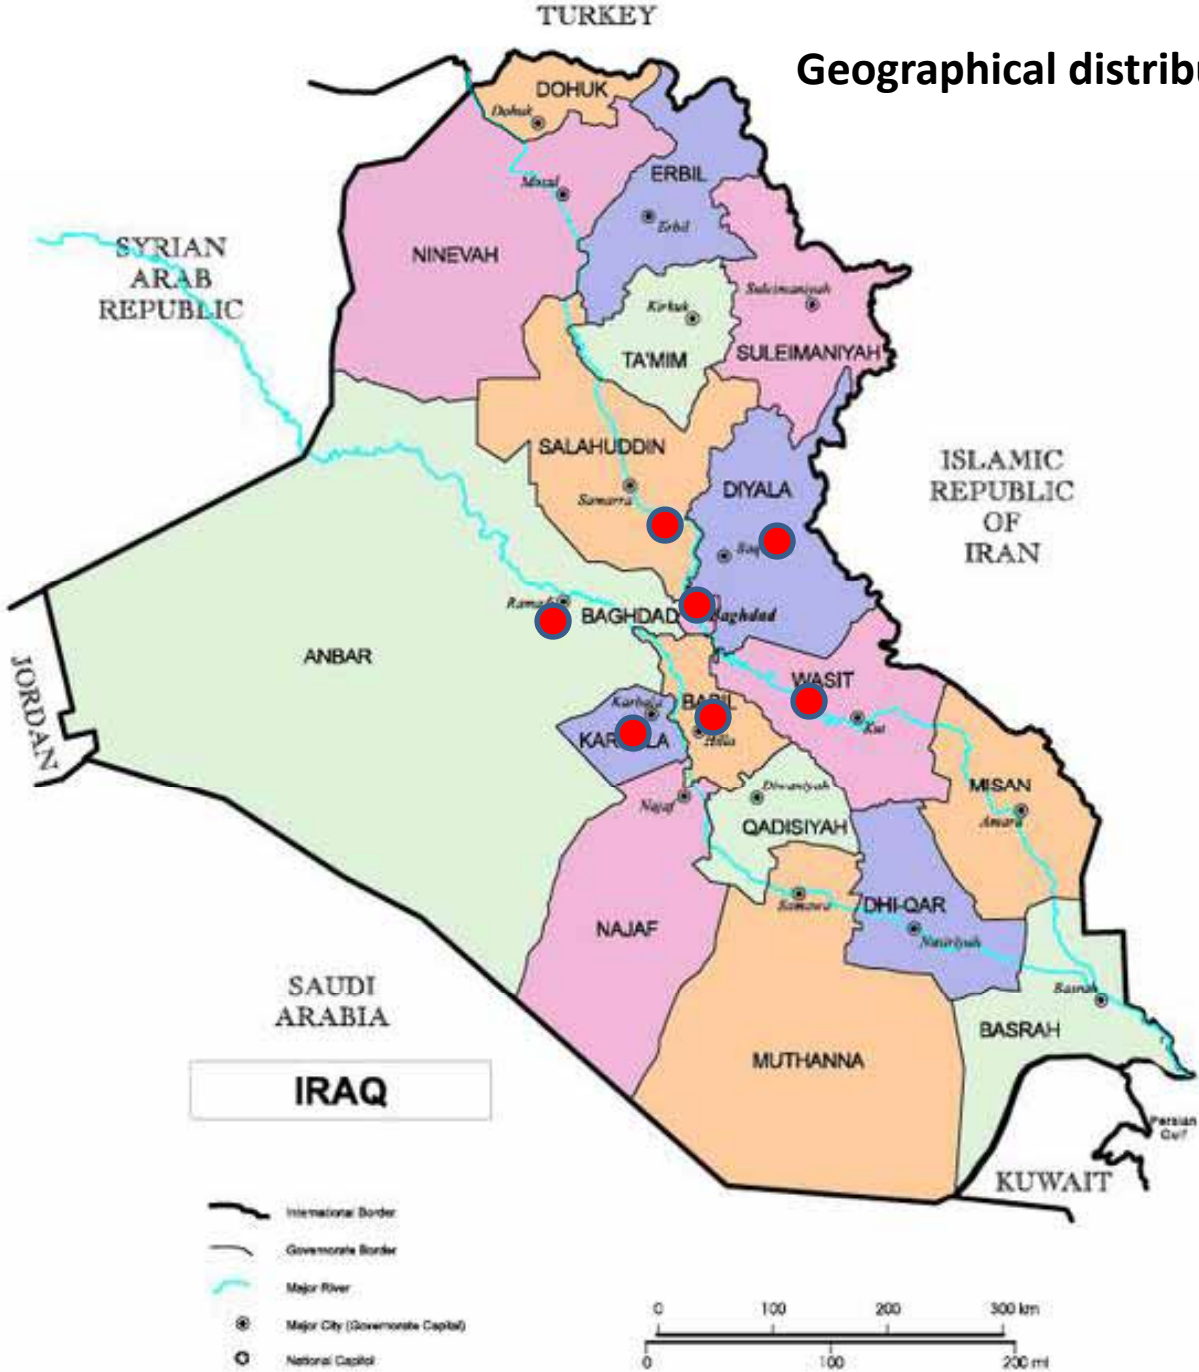 TURKEY
Geographical distribu
DOHUK
Dohuk
ERBIL
Mosul
Erbil
SYRIAN
ARAB
REPUBLIC
NINEVAH
Suleimaniyah
Kirkuk
TA'MIM
SULEIMANIYAH
SALAHUDDIN
ISLAMIC
REPUBLIC
OF
IRAN
DIYALA
Samarra
BAGHDAD
Baghdad
ANBAR
JORDAN
WASIT
Karbala
Kut
Hilla
MISAN
Diwaniyah
Najaf
QADISIYAH
Amara
Samawa
DHI-QAR
NAJAF
Nasiriyah
SAUDI
ARABIA
Basrah
BASRAH
MUTHANNA
IRAQ
Persian
Gulf
KUWAIT
International Border
Governorate Border
Major River
Major City (Governorate Capital)
National Capitol
0 100 200 300 km
0 100 200 mi